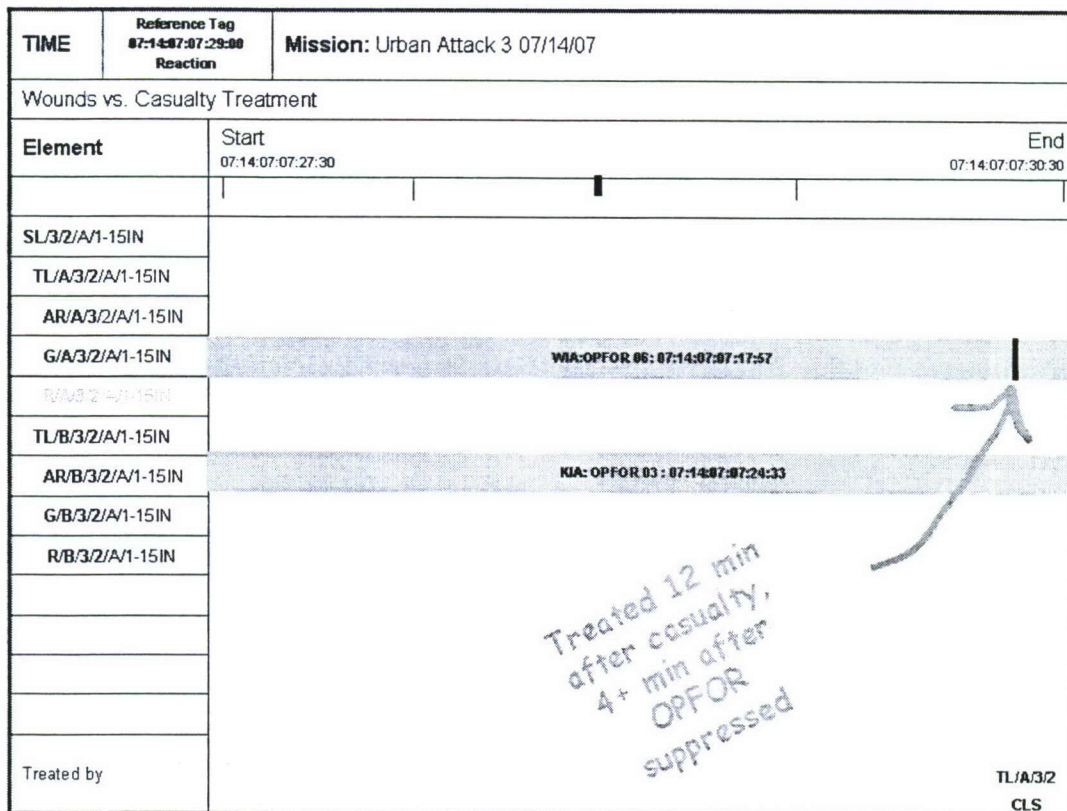 TIME
Reference Tag
07:14:07:07:29:00
Reaction
Mission: Urban Attack 3 07/14/07
Wounds vs. Casualty Treatment
Element
Start
07:14:07:07:27:30
End
07:14:07:07:30:30
SL/3/2/A/1-15IN
TL/A/3/2/A/1-15IN
AR/A/3/2/A/1-15IN
G/A/3/2/A/1-15IN
WIA:OPFOR 06: 07:14:07:07:17:57
R/A/3/2/A/1-15IN
TL/B/3/2/A/1-15IN
AR/B/3/2/A/1-15IN
KIA: OPFOR 03 : 07:14:07:07:24:33
G/B/3/2/A/1-15IN
R/B/3/2/A/1-15IN
Treated 12 min
after casualty,
4+ min after
OPFOR
suppressed
Treated by
TL/A/3/2
CLS